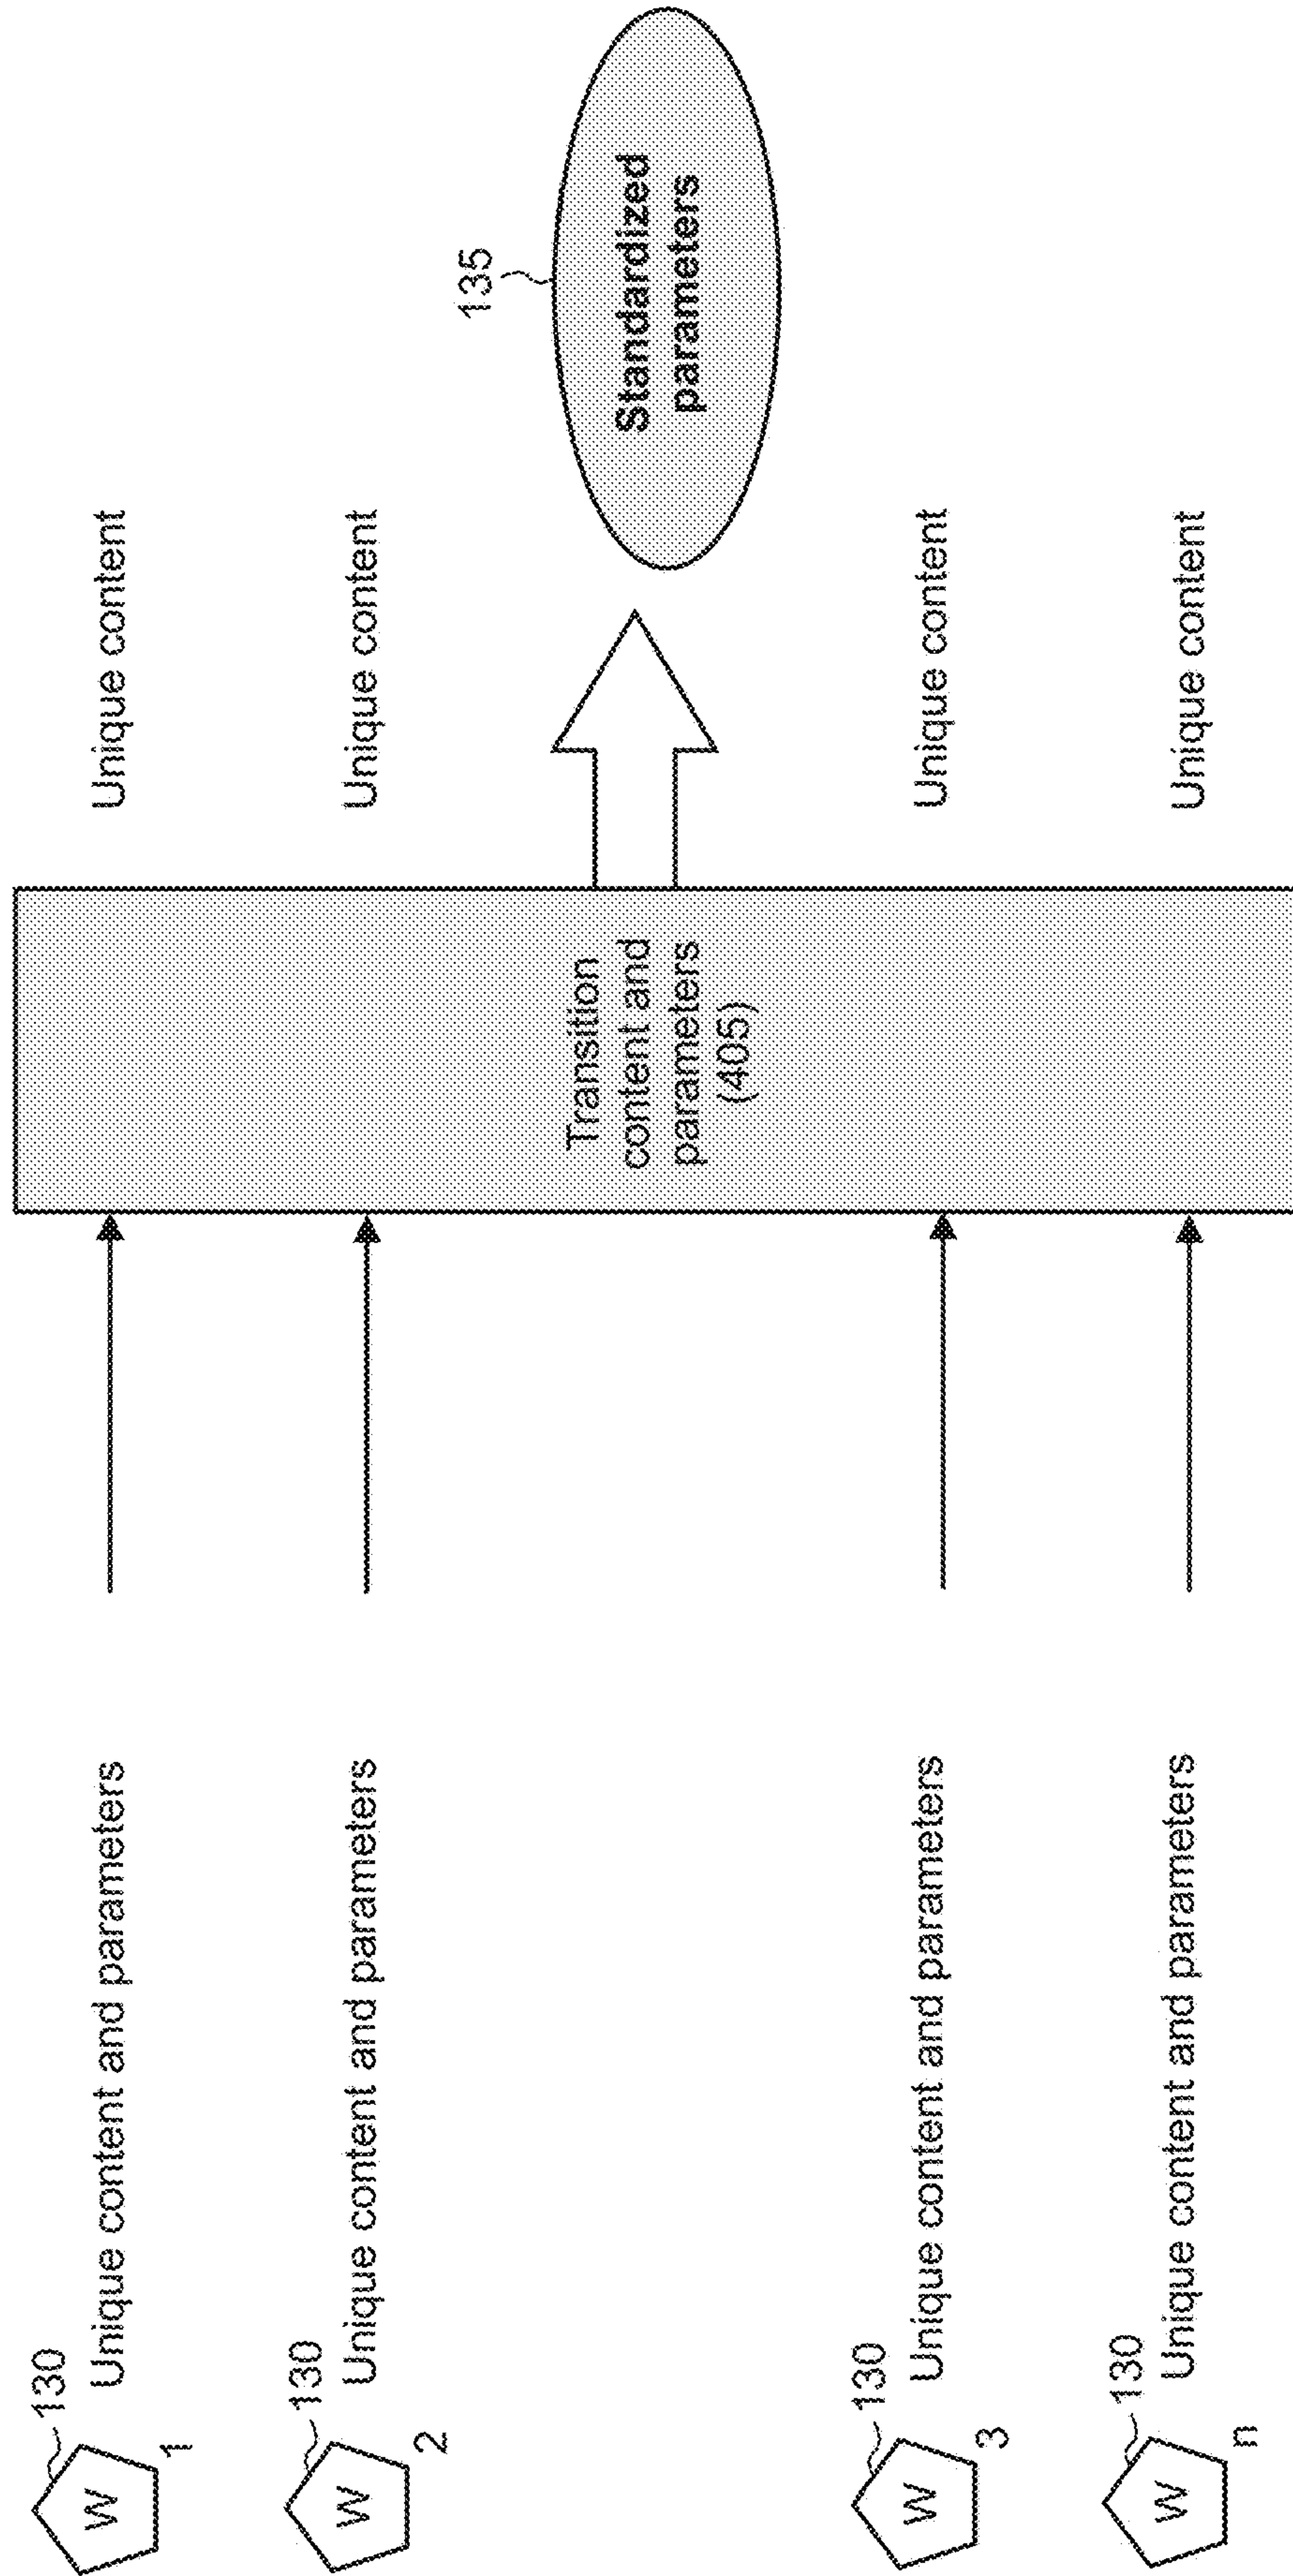 130
W
1
Unique content and parameters
Unique content
130
W
2
Unique content and parameters
Unique content
Transition
content and
parameters
(405)
135
Standardized
parameters
130
W
3
Unique content and parameters
Unique content
130
W
n
Unique content and parameters
Unique content